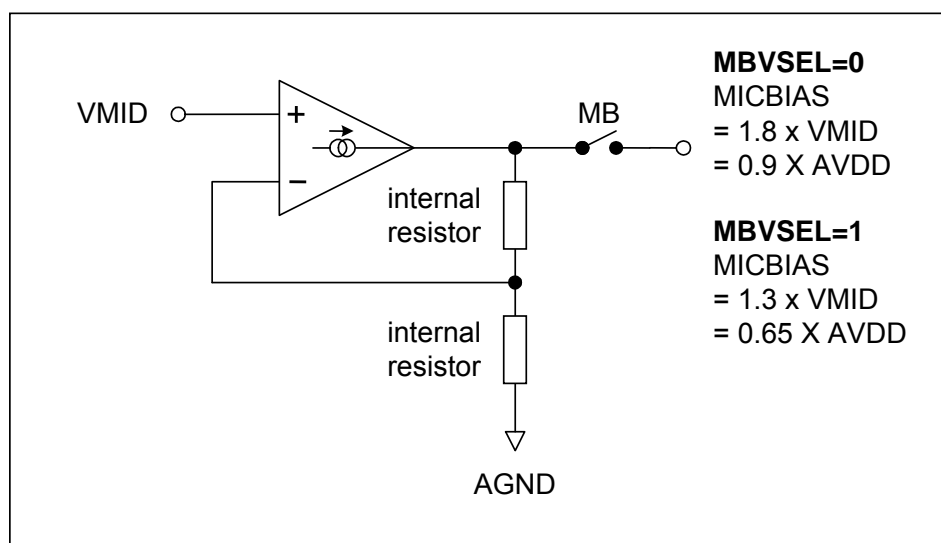 VMID
+
−
MB
internal
resistor
internal
resistor
AGND
MBVSEL=0
MICBIAS
= 1.8 x VMID
= 0.9 X AVDD
MBVSEL=1
MICBIAS
= 1.3 x VMID
= 0.65 X AVDD